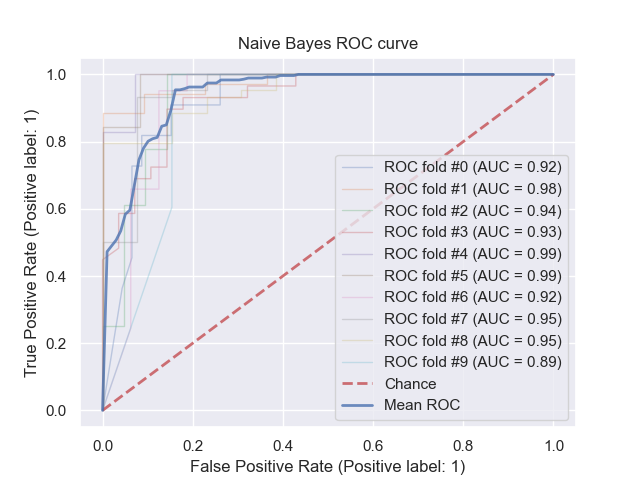 Naive Bayes ROC curve
True Positive Rate (Positive label: 1)
1.0
0.8
0.6
0.4
0.2
0.0
ROC fold #0 (AUC = 0.92)
ROC fold #1 (AUC = 0.98)
ROC fold #2 (AUC = 0.94)
ROC fold #3 (AUC = 0.93)
ROC fold #4 (AUC = 0.99)
ROC fold #5 (AUC = 0.99)
ROC fold #6 (AUC = 0.92)
ROC fold #7 (AUC = 0.95)
ROC fold #8 (AUC = 0.95)
ROC fold #9 (AUC = 0.89)
Chance
Mean ROC
0.0 0.2 0.4 0.6 0.8 1.0
False Positive Rate (Positive label: 1)